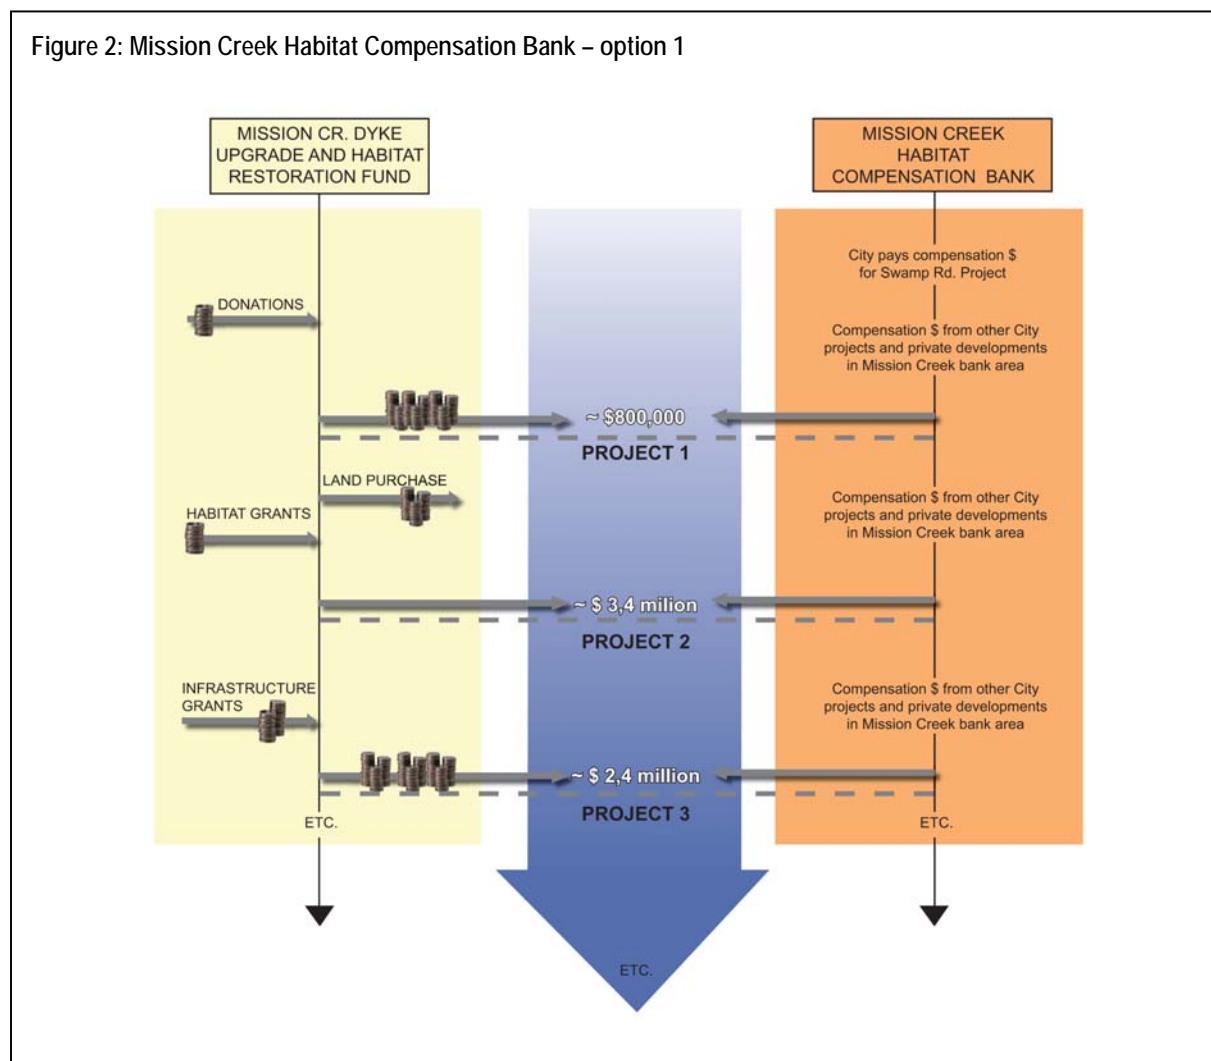 Figure 2: Mission Creek Habitat Compensation Bank – option 1
MISSION CR. DYKE
UPGRADE AND HABITAT
RESTORATION FUND
MISSION CREEK
HABITAT
COMPENSATION BANK
City pays compensation $
for Swamp Rd. Project
DONATIONS
Compensation $ from other City
projects and private developments
in Mission Creek bank area
~ $800,000
PROJECT 1
LAND PURCHASE
HABITAT GRANTS
Compensation $ from other City
projects and private developments
in Mission Creek bank area
~ $ 3,4 milion
PROJECT 2
INFRASTRUCTURE
GRANTS
Compensation $ from other City
projects and private developments
in Mission Creek bank area
~ $ 2,4 million
PROJECT 3
ETC.
ETC.
ETC.